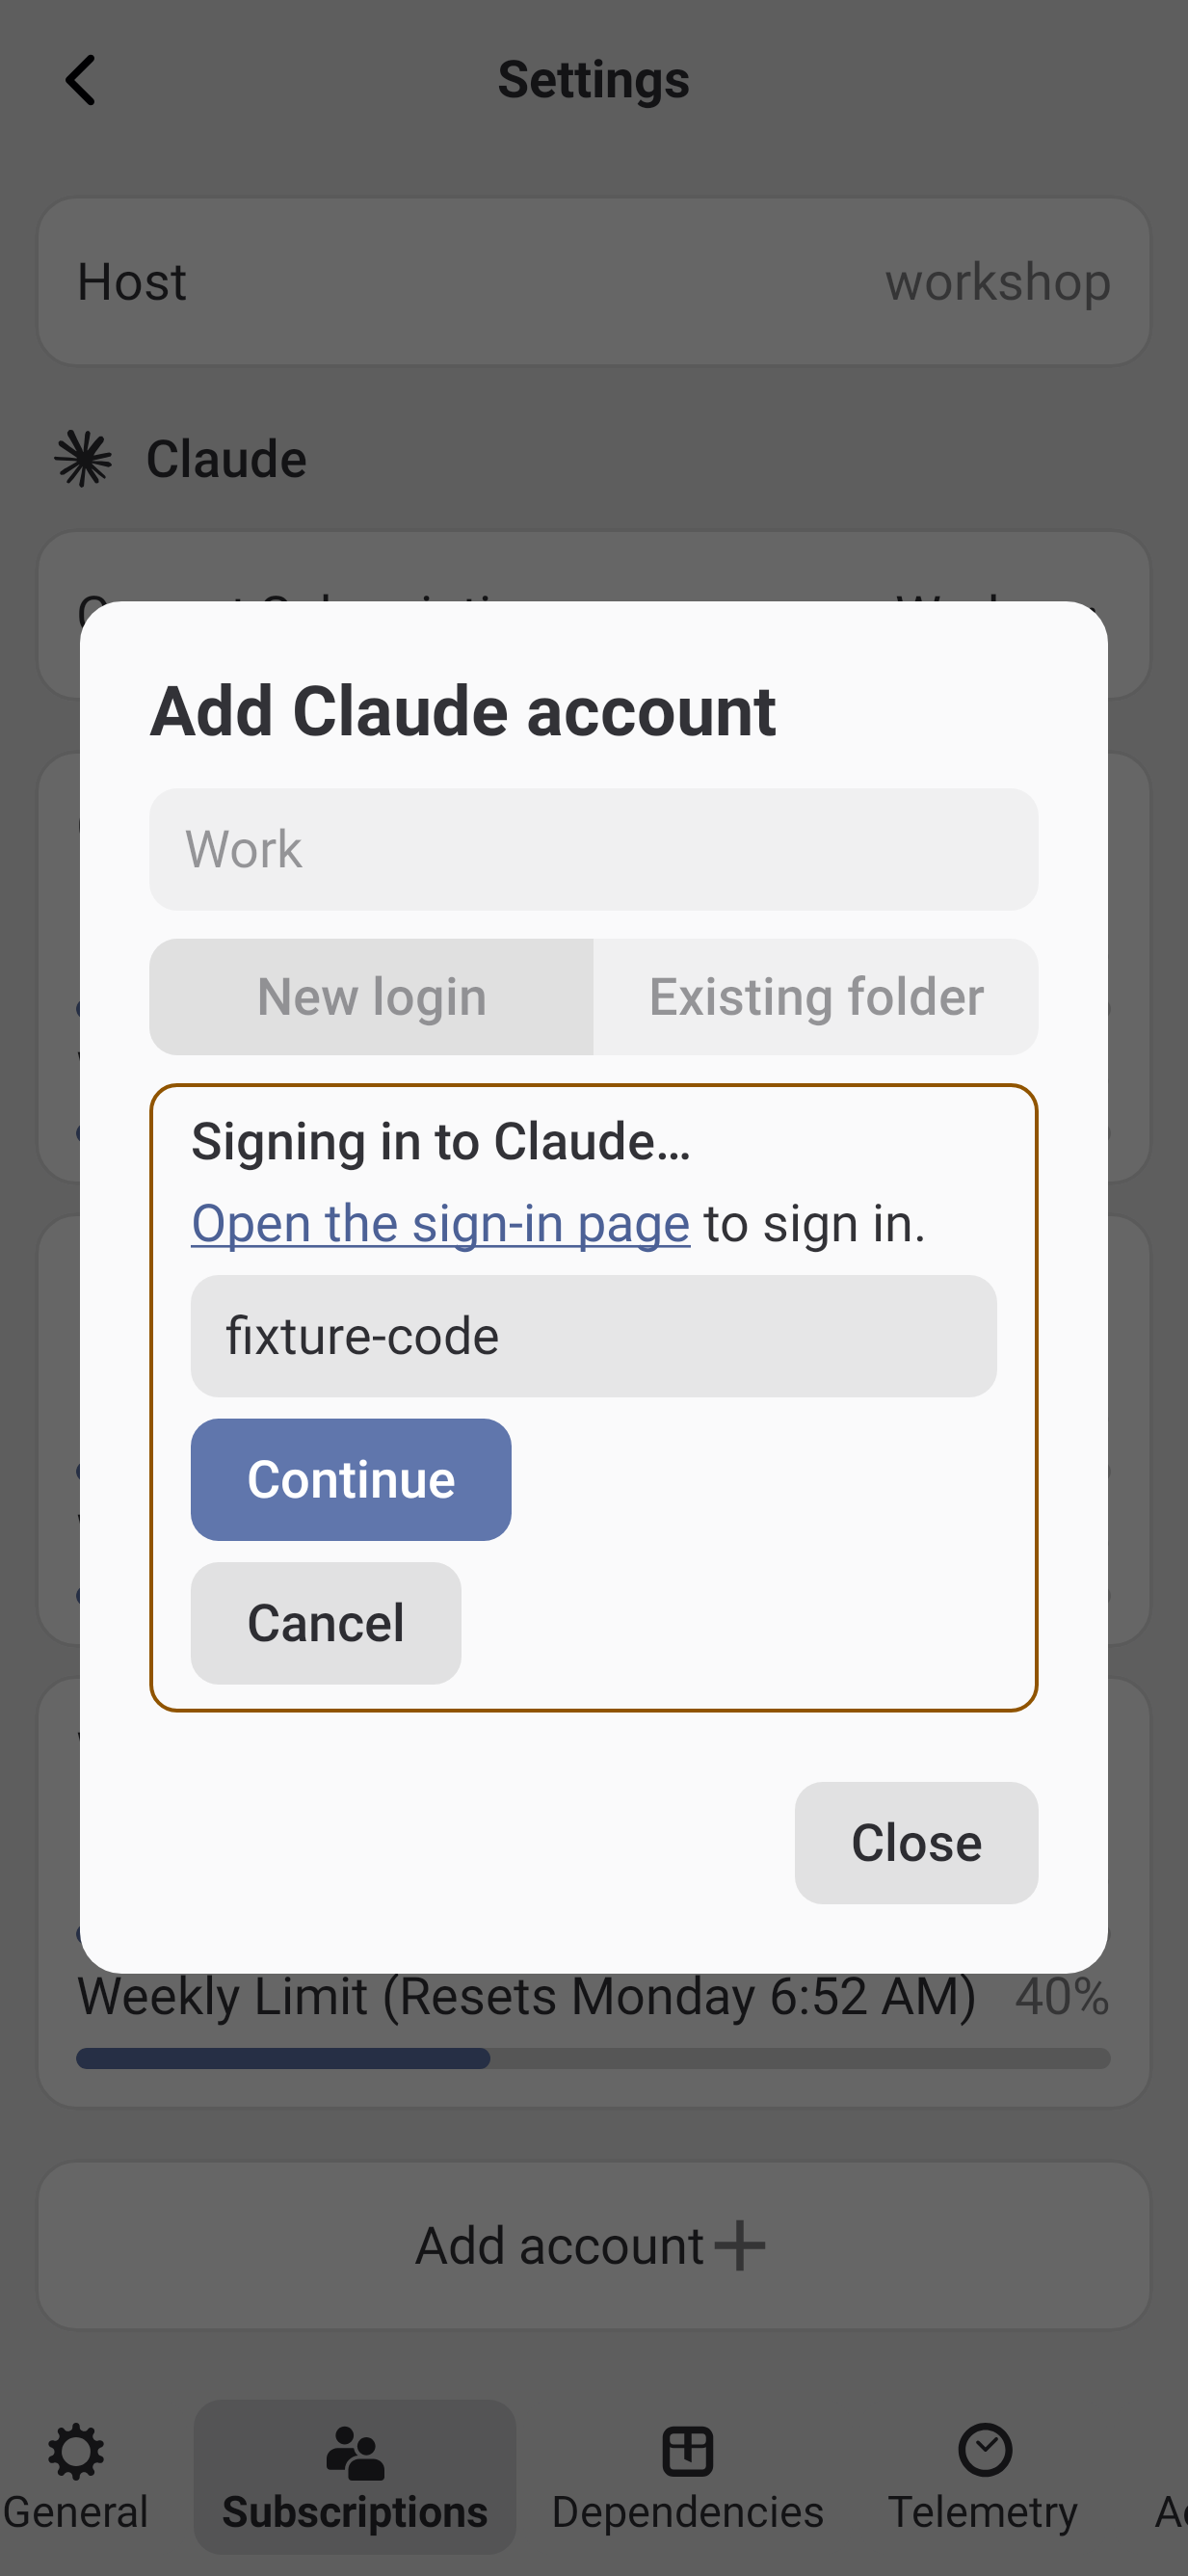 Settings
Host workshop
Claude
Add Claude account
Work
New login Existing folder
Signing in to Claude…
Open the sign-in page to sign in.
fixture-code
Continue
Cancel
Close
Weekly Limit (Resets Monday 6:52 AM) 40%
Add account
General Subscriptions Dependencies Telemetry